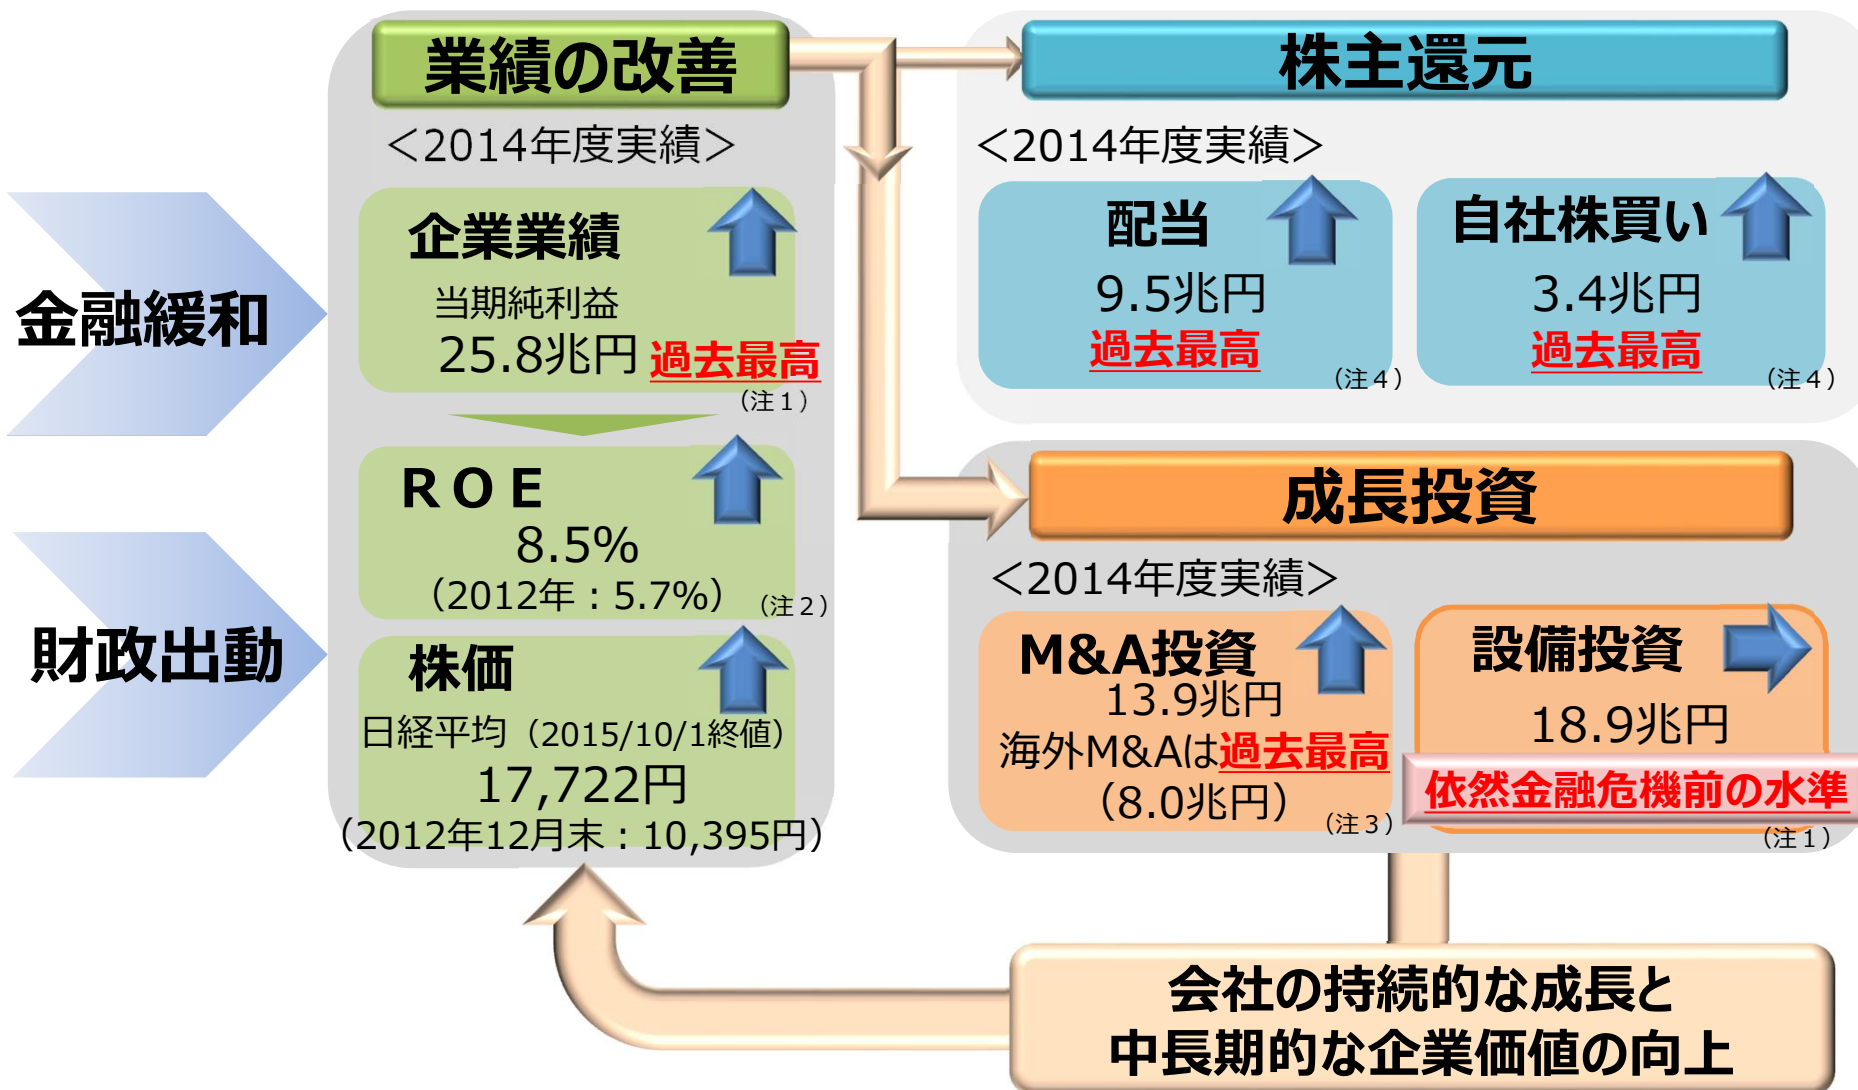 金融緩和
財政出動
業績の改善
＜2014年度実績＞
企業業績
当期純利益
25.8兆円 過去最高
（注１）
ＲＯＥ
8.5%
（2012年：5.7%）
（注２）
株価
日経平均（2015/10/1終値）
17,722円
（2012年12月末：10,395円）
株主還元
＜2014年度実績＞
配当
9.5兆円
過去最高
（注４）
自社株買い
3.4兆円
過去最高
（注４）
成長投資
＜2014年度実績＞
M&A投資
13.9兆円
海外M&Aは過去最高
（8.0兆円）
（注３）
設備投資
18.9兆円
依然金融危機前の水準
（注１）
会社の持続的な成長と
中長期的な企業価値の向上